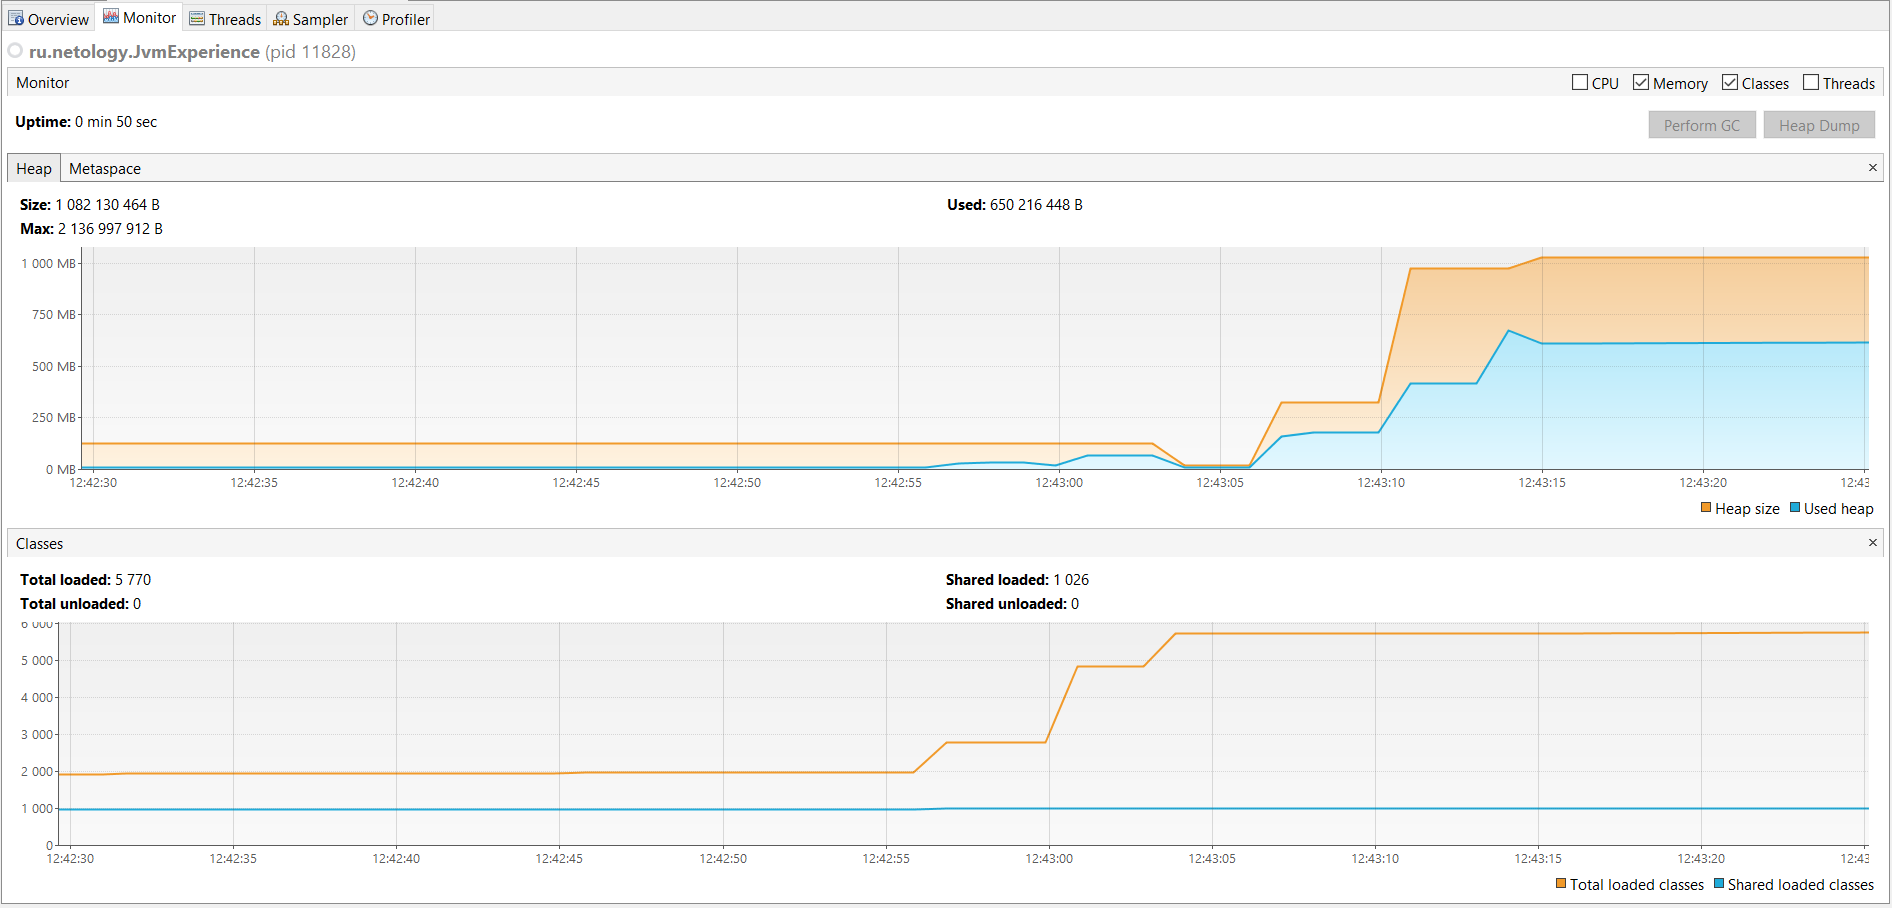 Overview Monitor Threads Sampler Profiler
ru.netology.JvmExperience (pid 11828)
Monitor CPU Memory Classes Threads
Uptime: 0 min 50 sec
Perform GC Heap Dump
Heap Metaspace
Size: 1 082 130 464 B Used: 650 216 448 B
Max: 2 136 997 912 B
1 000 MB
750 MB
500 MB
250 MB
0 MB
12:42:30 12:42:35 12:42:40 12:42:45 12:42:50 12:42:55 12:43:00 12:43:05 12:43:10 12:43:15 12:43:20 12:43
Heap size Used heap
Classes
Total loaded: 5 770 Shared loaded: 1 026
Total unloaded: 0 Shared unloaded: 0
6 000
5 000
4 000
3 000
2 000
1 000
0
12:42:30 12:42:35 12:42:40 12:42:45 12:42:50 12:42:55 12:43:00 12:43:05 12:43:10 12:43:15 12:43:20 12:43
Total loaded classes Shared loaded classes